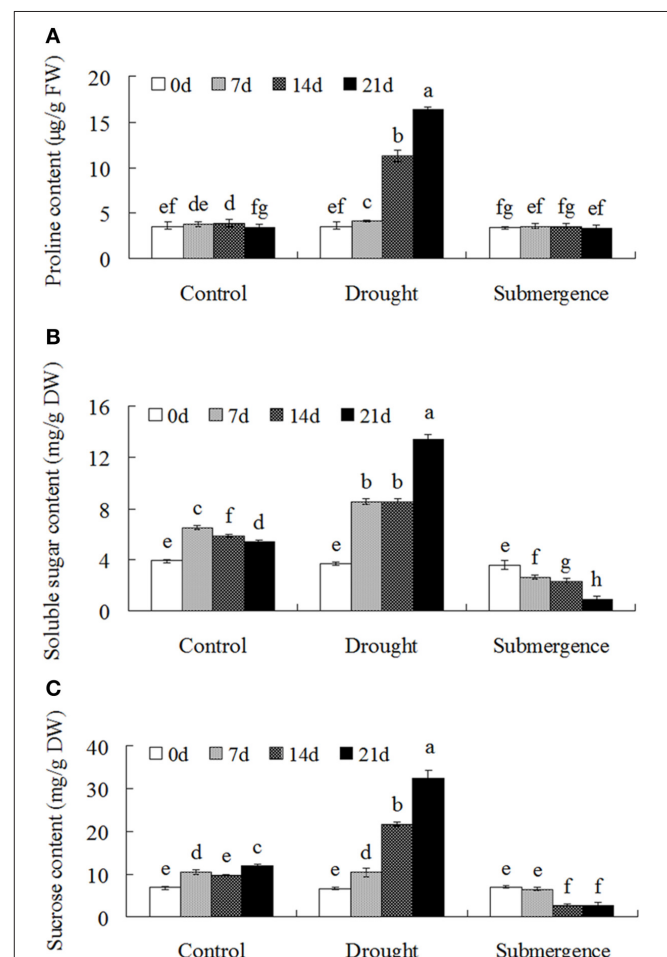 A
Proline content (μg/g FW)
20
15
10
5
0
0d 7d 14d 21d
ef de d fg
ef c b a
fg ef fg ef
Control Drought Submergence
B
Soluble sugar content (mg/g DW)
16
12
8
4
0
0d 7d 14d 21d
e c f d
e b b a
e f g h
Control Drought Submergence
C
Sucrose content (mg/g DW)
40
30
20
10
0
0d 7d 14d 21d
e d e c
e d b a
e e f f
Control Drought Submergence